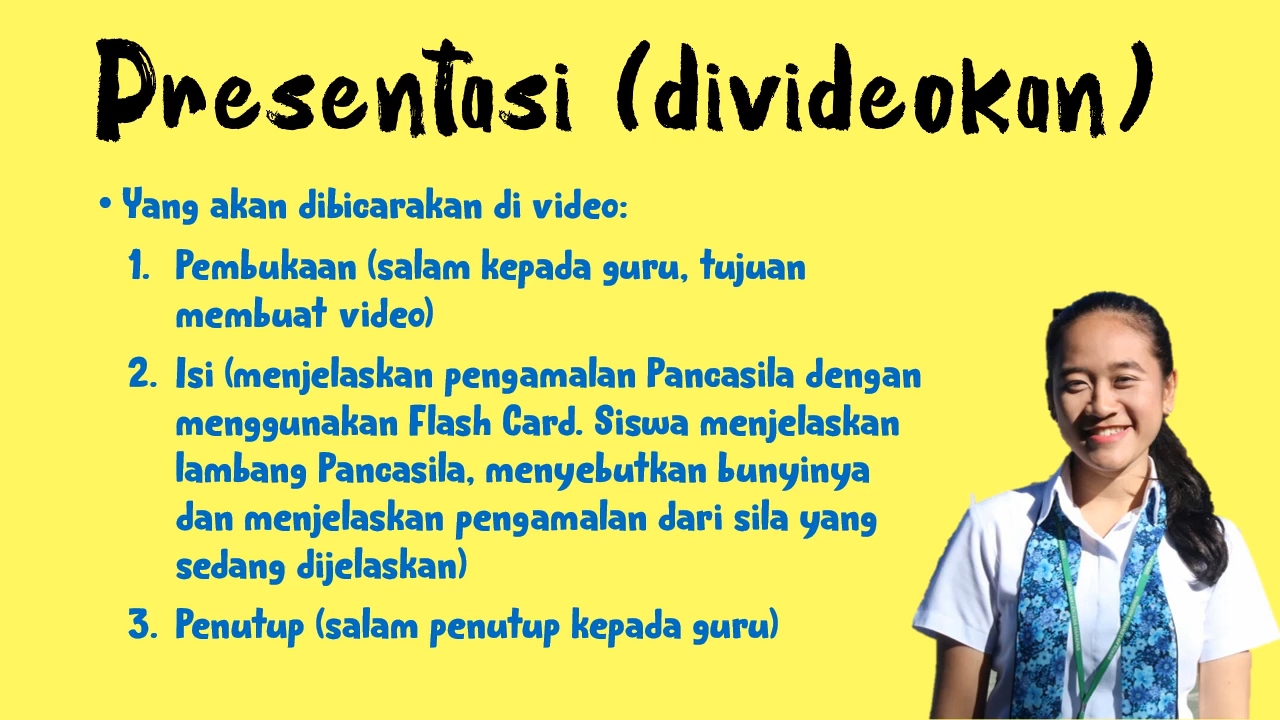 Presentasi (divideokan)
• Yang akan dibicarakan di video:
1. Pembukaan (salam kepada guru, tujuan
membuat video)
2. Isi (menjelaskan pengamalan Pancasila dengan
menggunakan Flash Card. Siswa menjelaskan
lambang Pancasila, menyebutkan bunyinya
dan menjelaskan pengamalan dari sila yang
sedang dijelaskan)
3. Penutup (salam penutup kepada guru)